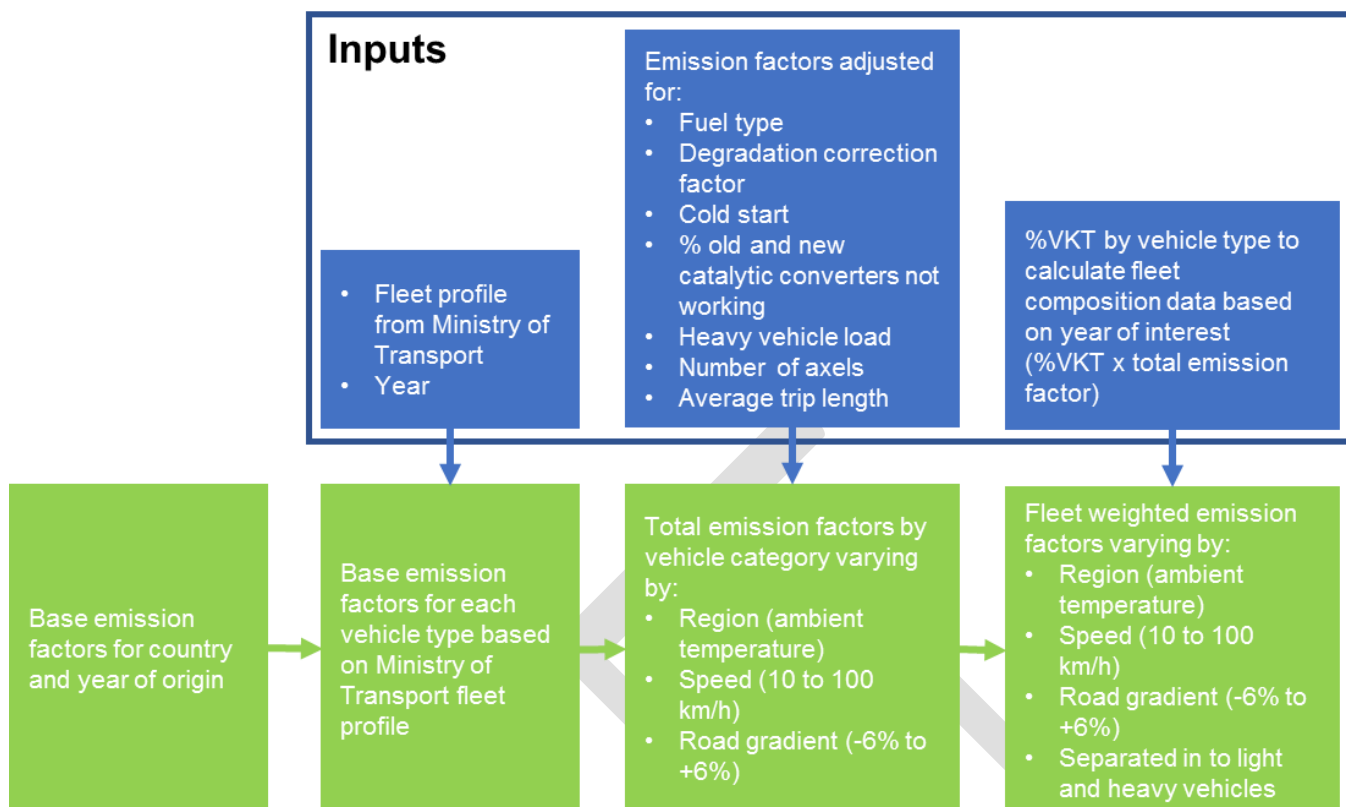 Inputs
• Fleet profile
from Ministry of
Transport
• Year
Emission factors adjusted
for:
• Fuel type
• Degradation correction
factor
• Cold start
• % old and new
catalytic converters not
working
• Heavy vehicle load
• Number of axels
• Average trip length
%VKT by vehicle type to
calculate fleet
composition data based
on year of interest
(%VKT x total emission
factor)
Base emission
factors for country
and year of origin
Base emission
factors for each
vehicle type based
on Ministry of
Transport fleet
profile
Total emission factors by
vehicle category varying
by:
• Region (ambient
temperature)
• Speed (10 to 100
km/h)
• Road gradient (-6% to
+6%)
Fleet weighted emission
factors varying by:
• Region (ambient
temperature)
• Speed (10 to 100
km/h)
• Road gradient (-6% to
+6%)
• Separated in to light
and heavy vehicles